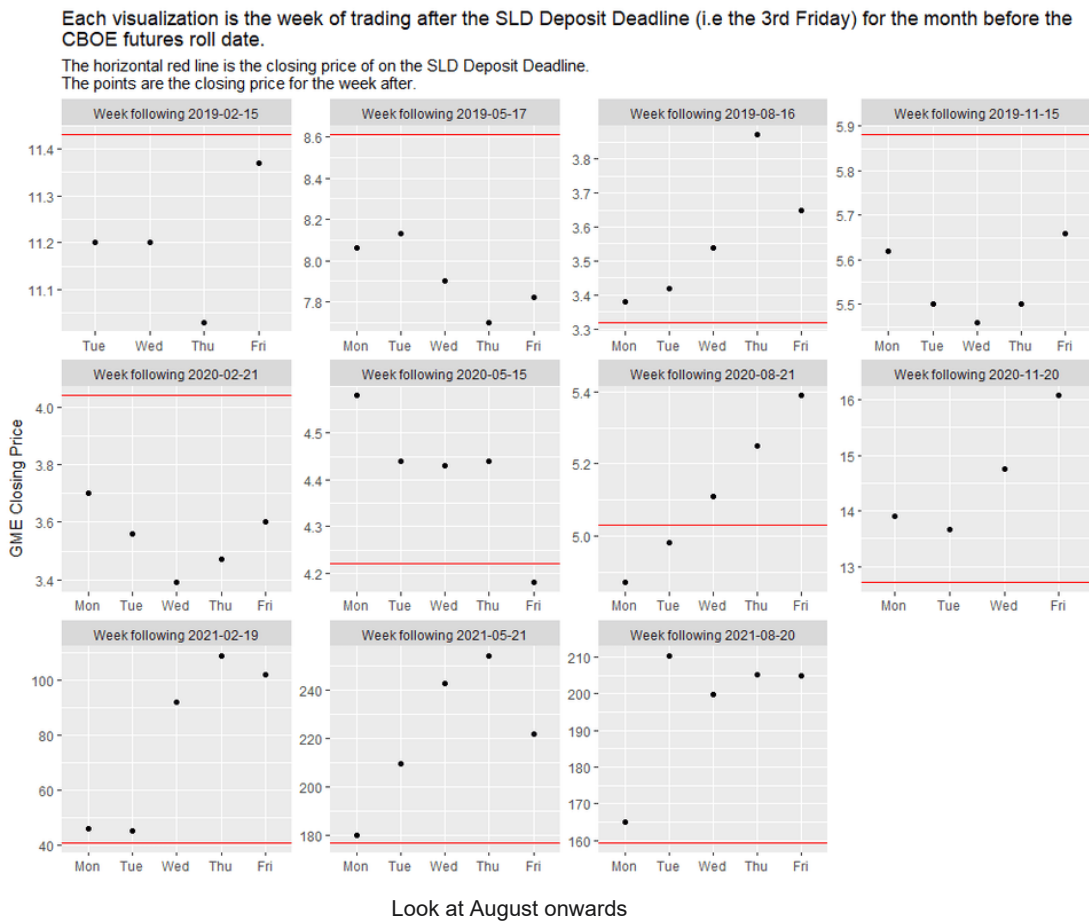 Each visualization is the week of trading after the SLD Deposit Deadline (i.e the 3rd Friday) for the month before the
CBOE futures roll date.
The horizontal red line is the closing price of on the SLD Deposit Deadline.
The points are the closing price for the week after.
Week following 2019-02-15
11.4
11.3
11.2
11.1
Tue Wed Thu Fri
Week following 2019-05-17
8.6
8.4
8.2
8.0
7.8
Mon Tue Wed Thu Fri
Week following 2019-08-16
3.8
3.7
3.6
3.5
3.4
3.3
Mon Tue Wed Thu Fri
Week following 2019-11-15
5.9
5.8
5.7
5.6
5.5
Mon Tue Wed Thu Fri
GME Closing Price
Week following 2020-02-21
4.0
3.8
3.6
3.4
Mon Tue Wed Thu Fri
Week following 2020-05-15
4.5
4.4
4.3
4.2
Mon Tue Wed Thu Fri
Week following 2020-08-21
5.4
5.2
5.0
Mon Tue Wed Thu Fri
Week following 2020-11-20
16
15
14
13
Mon Tue Wed Fri
Week following 2021-02-19
100
80
60
40
Mon Tue Wed Thu Fri
Week following 2021-05-21
240
220
200
180
Mon Tue Wed Thu Fri
Week following 2021-08-20
210
200
190
180
170
160
Mon Tue Wed Thu Fri
Look at August onwards